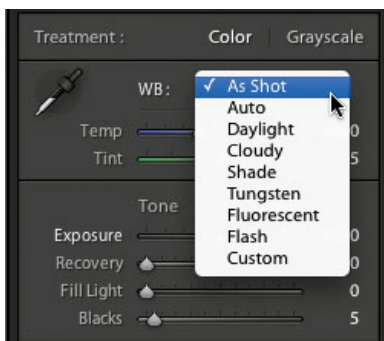 Treatment : Color Grayscale
WB: ✓ As Shot
Auto
Daylight
Temp 0
Cloudy
Shade
Tint 5
Tungsten
Tone
Fluorescent
Flash
Exposure 0
Custom
Recovery 0
Fill Light 0
Blacks 5